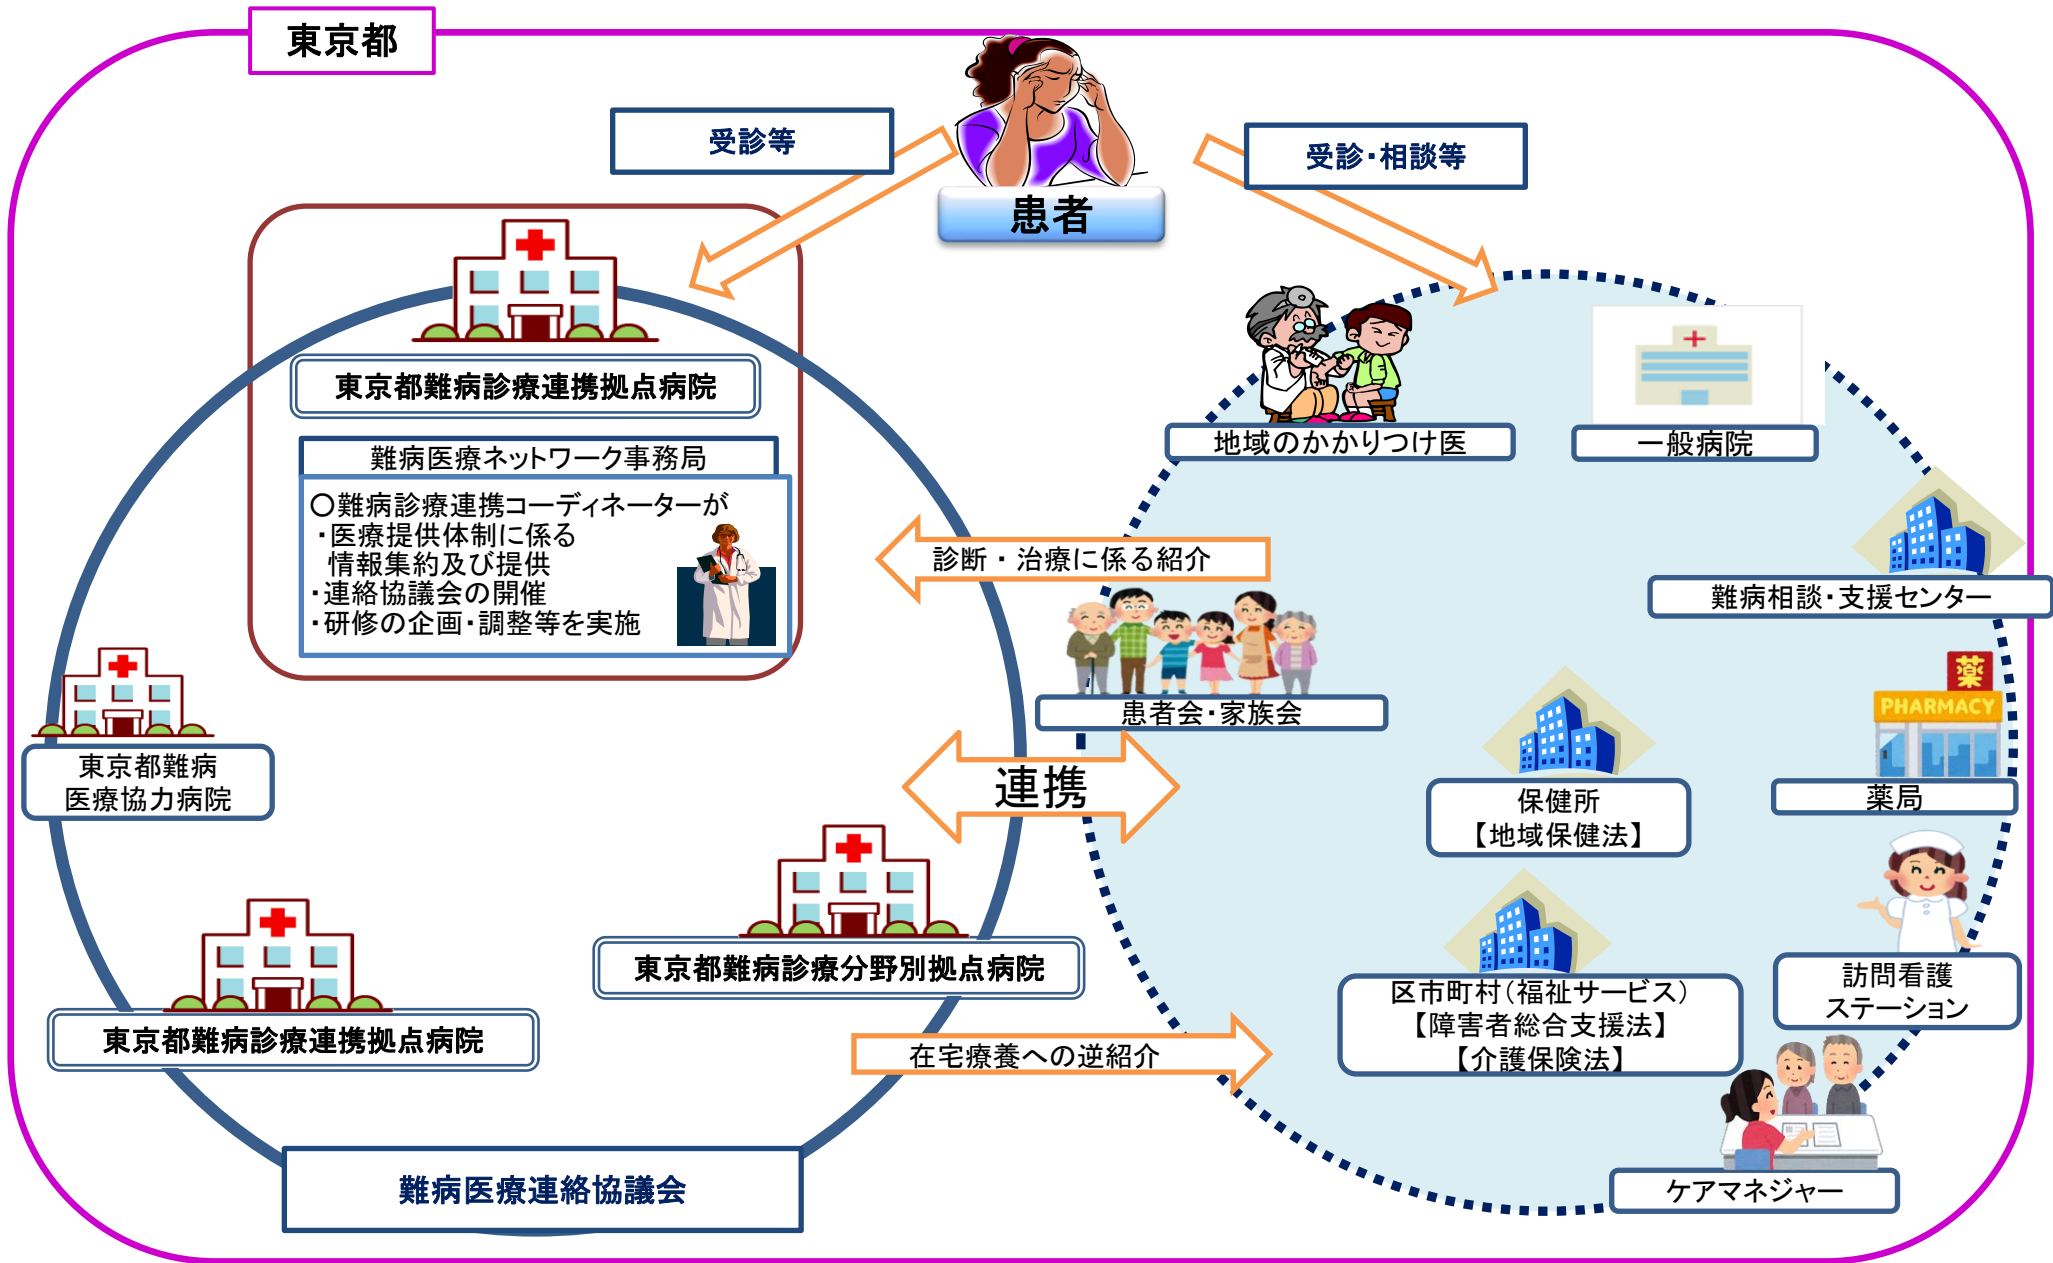 東京都
受診等
受診・相談等
患者
東京都難病診療連携拠点病院
難病医療ネットワーク事務局
○難病診療連携コーディネーターが
・医療提供体制に係る
情報集約及び提供
・連絡協議会の開催
・研修の企画・調整等を実施
東京都難病
医療協力病院
東京都難病診療連携拠点病院
東京都難病診療分野別拠点病院
難病医療連絡協議会
診断・治療に係る紹介
連携
在宅療養への逆紹介
地域のかかりつけ医
一般病院
難病相談・支援センター
患者会・家族会
薬
PHARMACY
薬局
保健所
【地域保健法】
訪問看護
ステーション
区市町村（福祉サービス）
【障害者総合支援法】
【介護保険法】
ケアマネジャー